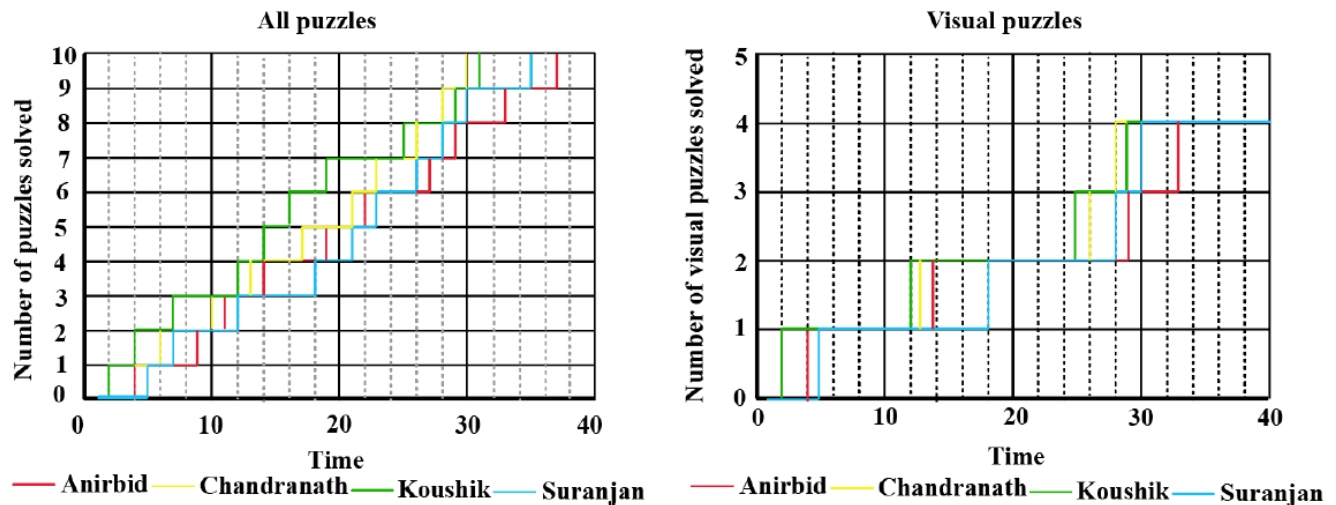 All puzzles
Number of puzzles solved
10
9
8
7
6
5
4
3
2
1
0
0 10 20 30 40
Time
Anirbid Chandranath Koushik Suranjan
Visual puzzles
Number of visual puzzles solved
5
4
3
2
1
0
0 10 20 30 40
Time
Anirbid Chandranath Koushik Suranjan